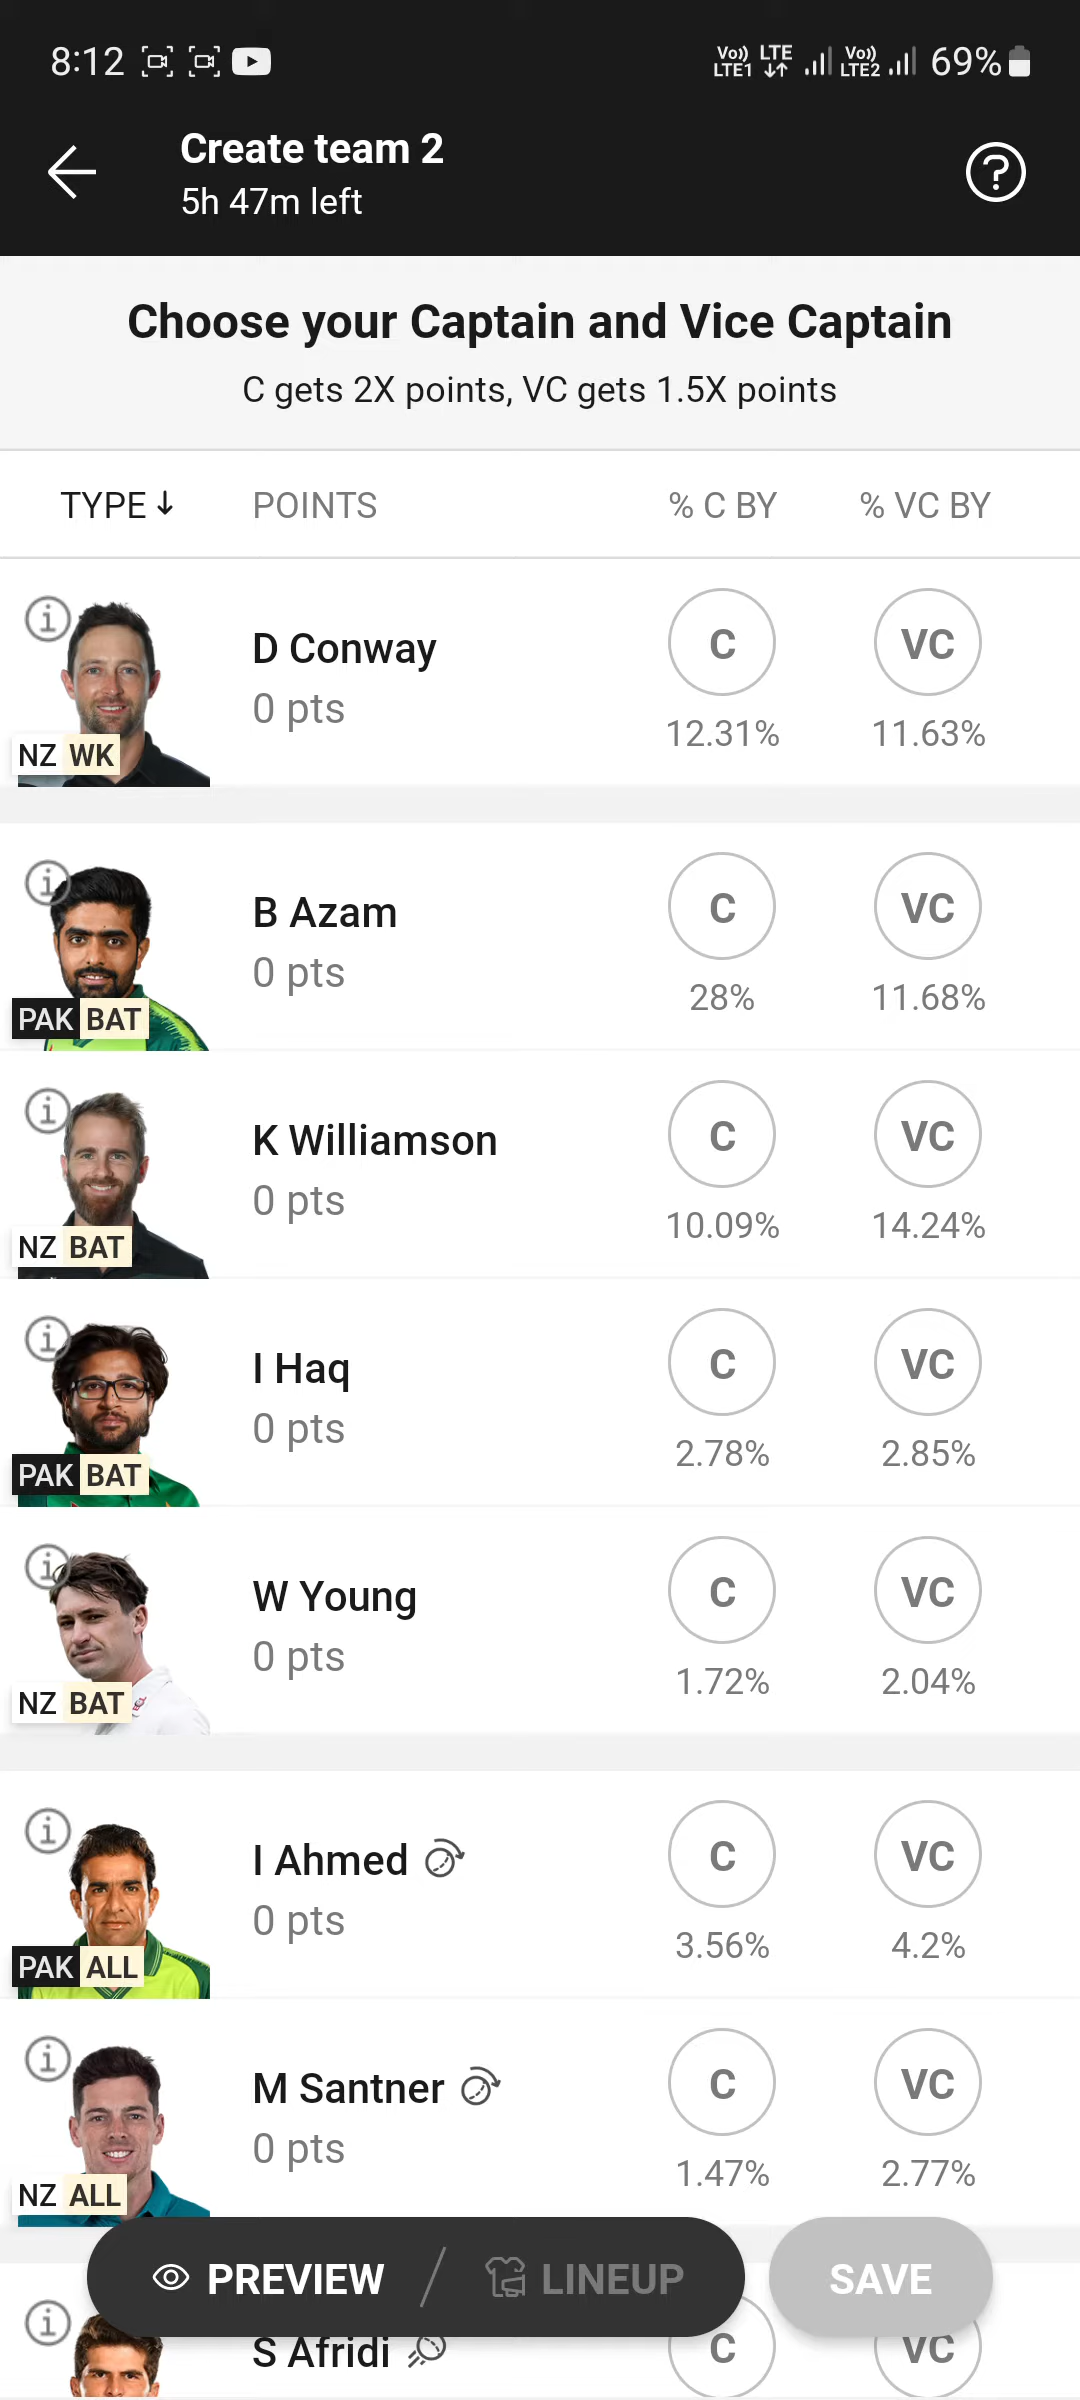 8:12 Vo)) LTE1 LTE Vo)) LTE2 69%
Create team 2
5h 47m left
Choose your Captain and Vice Captain
C gets 2X points, VC gets 1.5X points
TYPE POINTS % C BY % VC BY
D Conway C VC
0 pts 12.31% 11.63%
NZ WK
B Azam C VC
0 pts 28% 11.68%
PAK BAT
K Williamson C VC
0 pts 10.09% 14.24%
NZ BAT
I Haq C VC
0 pts 2.78% 2.85%
PAK BAT
W Young C VC
0 pts 1.72% 2.04%
NZ BAT
I Ahmed C VC
0 pts 3.56% 4.2%
PAK ALL
M Santner C VC
0 pts 1.47% 2.77%
NZ ALL
PREVIEW LINEUP SAVE
S Afridi C VC